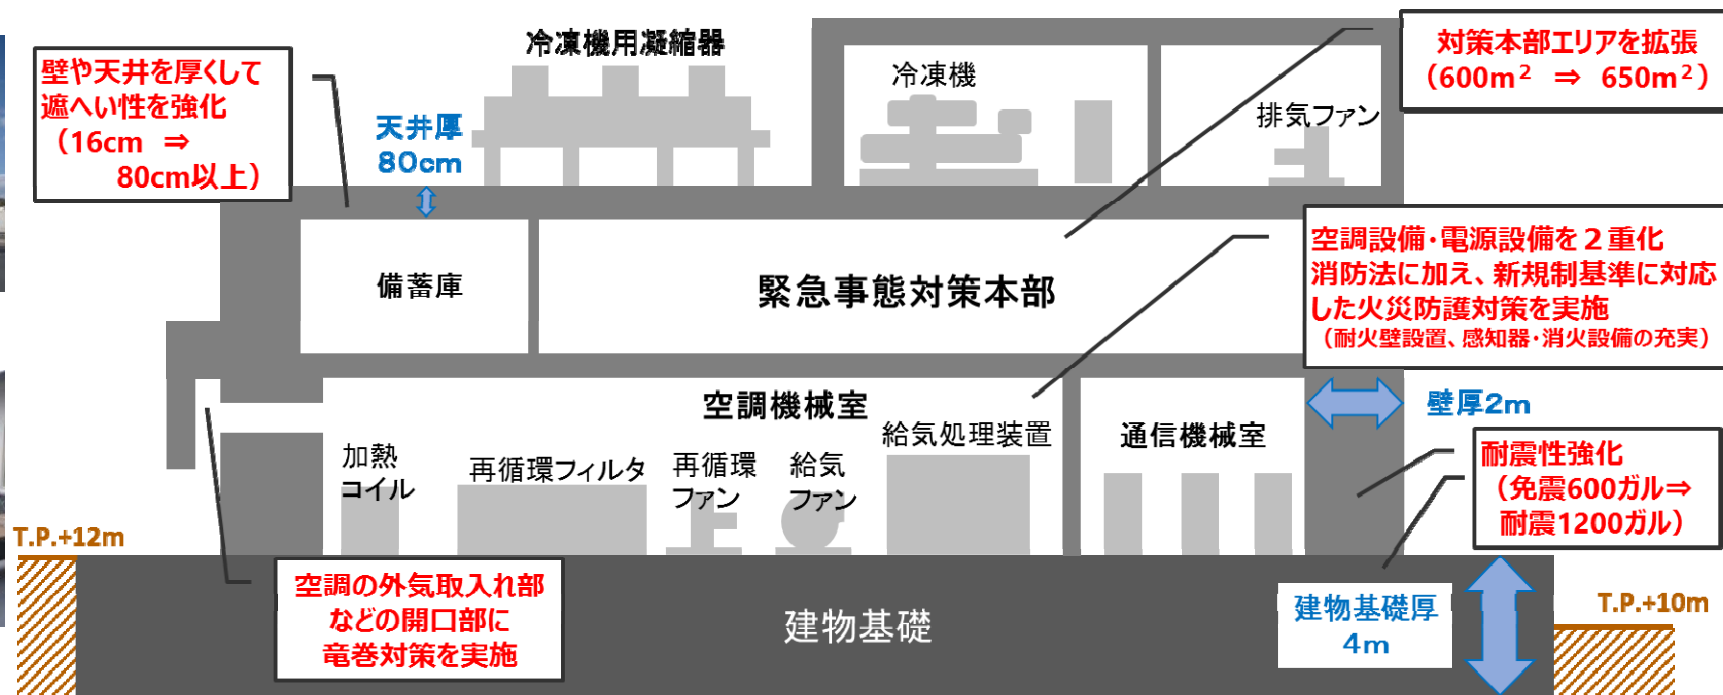 冷凍機用凝縮器
壁や天井を厚くして
遮へい性を強化
（16cm ⇒
80cm以上）
天井厚
80cm
冷凍機
排気ファン
対策本部エリアを拡張
（600m² ⇒ 650m²）
備蓄庫
緊急事態対策本部
空調設備・電源設備を２重化
消防法に加え、新規制基準に対応
した火災防護対策を実施
（耐火壁設置、感知器・消火設備の充実）
空調機械室
加熱
コイル
再循環フィルタ
再循環
ファン
給気
ファン
給気処理装置
通信機械室
壁厚2m
耐震性強化
（免震600ガル⇒
耐震1200ガル）
T.P.+12m
空調の外気取入れ部
などの開口部に
竜巻対策を実施
建物基礎
建物基礎厚
4m
T.P.+10m